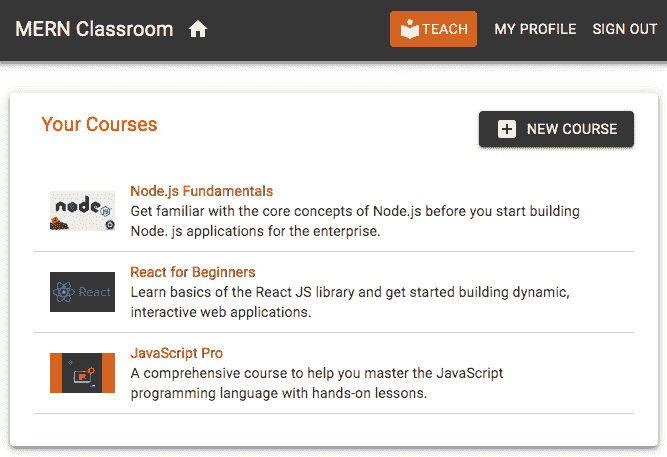 MERN Classroom
TEACH
MY PROFILE
SIGN OUT
Your Courses
NEW COURSE
node
JS
Node.js Fundamentals
Get familiar with the core concepts of Node.js before you start building
Node. js applications for the enterprise.
React
React for Beginners
Learn basics of the React JS library and get started building dynamic,
interactive web applications.
JavaScript Pro
A comprehensive course to help you master the JavaScript
programming language with hands-on lessons.